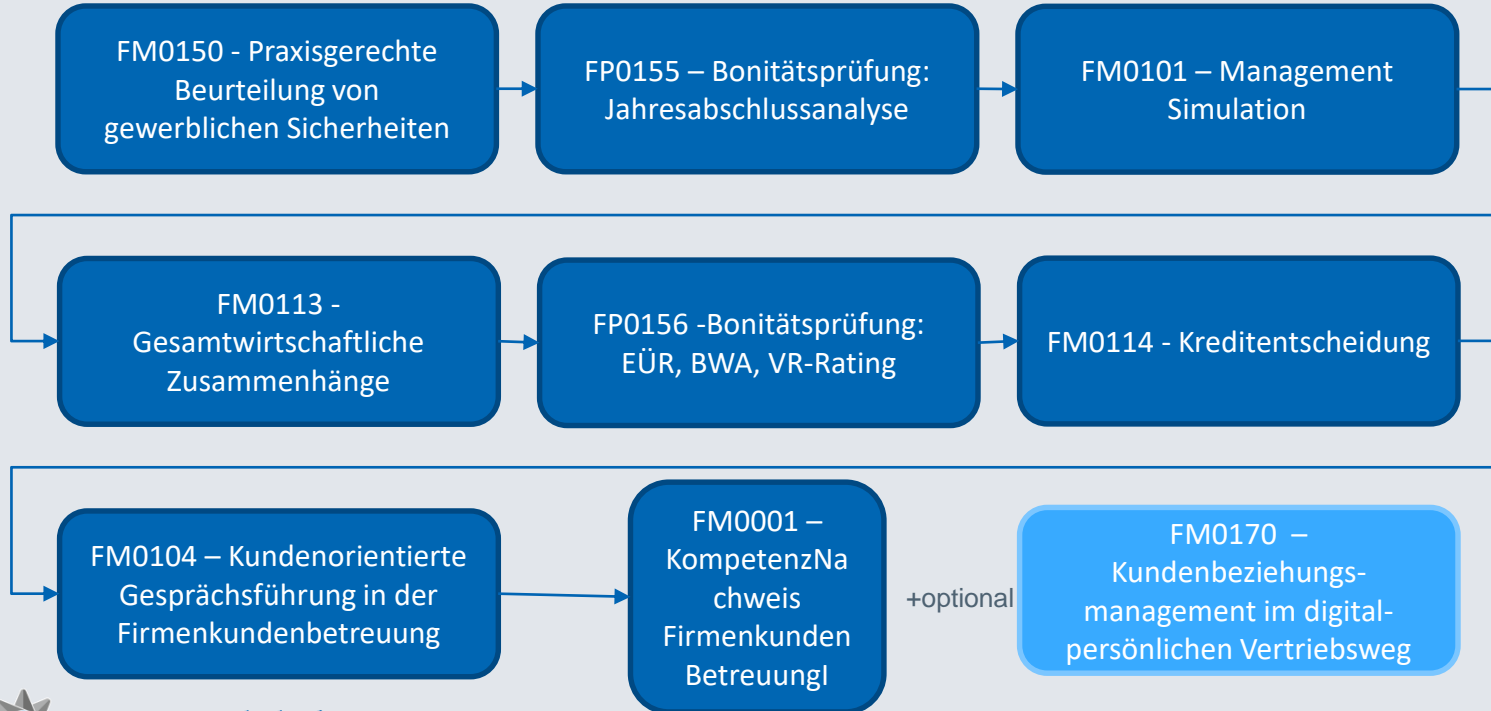 FM0150 - Praxisgerechte
Beurteilung von
gewerblichen Sicherheiten
FP0155 – Bonitätsprüfung:
Jahresabschlussanalyse
FM0101 – Management
Simulation
FM0113 -
Gesamtwirtschaftliche
Zusammenhänge
FP0156 -Bonitätsprüfung:
EÜR, BWA, VR-Rating
FM0114 - Kreditentscheidung
FM0104 – Kundenorientierte
Gesprächsführung in der
Firmenkundenbetreuung
FM0001 –
KompetenzNa
chweis
Firmenkunden
BetreuungI
+optional
FM0170 –
Kundenbeziehungs-
management im digital-
persönlichen Vertriebsweg